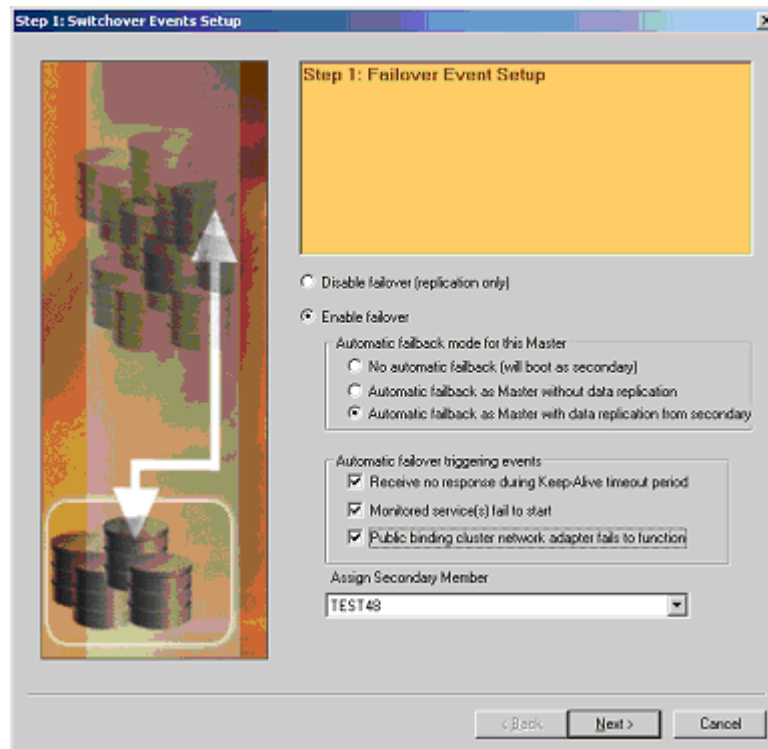 Step 1: Switchover Events Setup
Step 1: Failover Event Setup
Disable failover (replication only)
Enable failover
Automatic failback mode for this Master
No automatic failback (will boot as secondary)
Automatic failback as Master without data replication
Automatic failback as Master with data replication from secondary
Automatic failover triggering events
Receive no response during Keep-Alive timeout period
Monitored service(s) fail to start
Public binding cluster network adapter fails to function
Assign Secondary Member
TEST48
< Back Next > Cancel